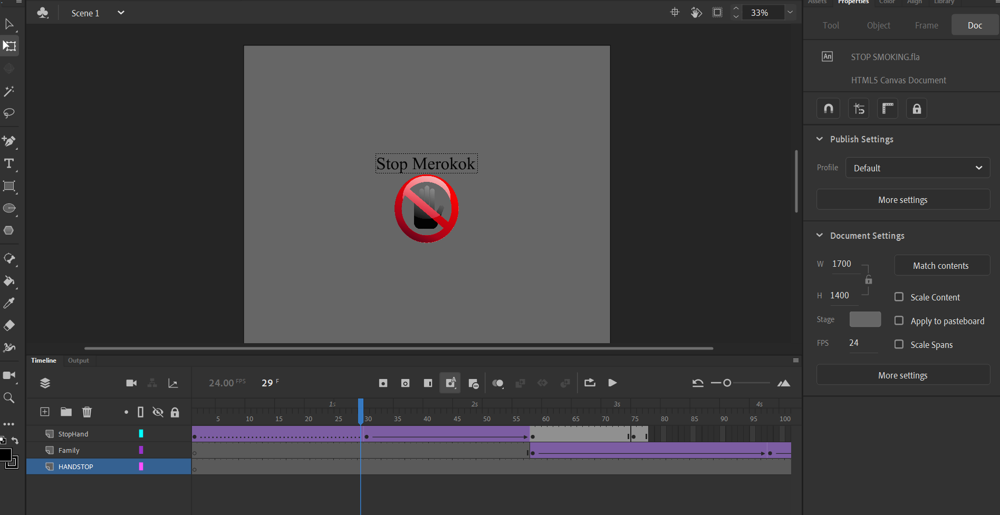 Assets Properties Color Align Library
Scene 1
33%
Tool Object Frame Doc
An STOP SMOKING.fla
HTML5 Canvas Document
Publish Settings
Profile Default
More settings
Document Settings
W 1700 Match contents
H 1400 Scale Content
Stage Apply to pasteboard
FPS 24 Scale Spans
More settings
Stop Merokok
Timeline Output
24.00 FPS 29 F
1s 2s 3s 4s
5 10 15 20 25 30 35 40 45 50 55 60 65 70 75 80 85 90 95 100
StopHand
Family
HANDSTOP